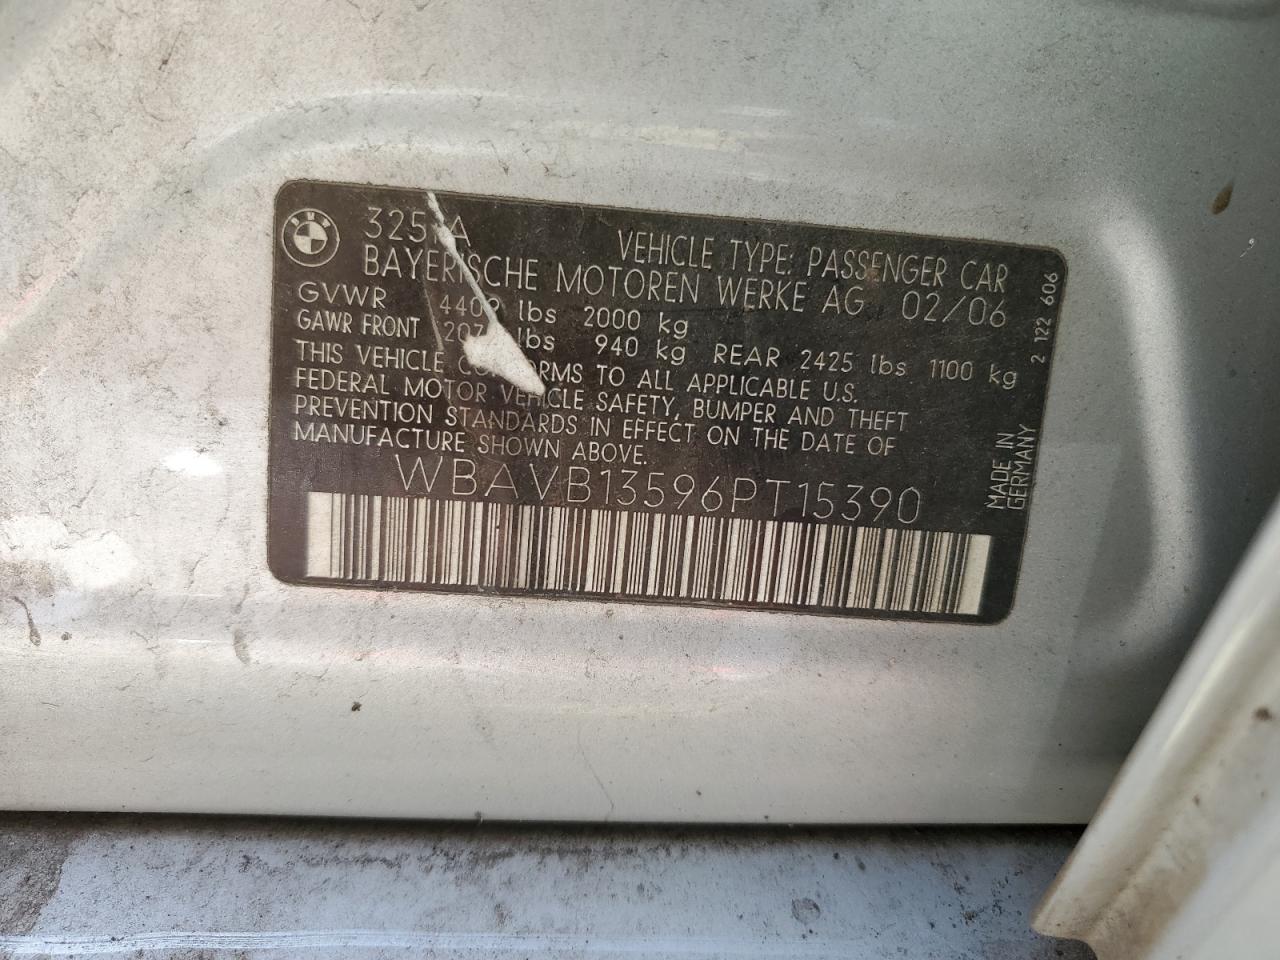 BMW
VEHICLE TYPE: PASSENGER CAR
BAYERISCHE MOTOREN WERKE AG 02/06
GVWR 4409 lbs 2000 kg
GAWR FRONT lbs 940 kg REAR 2425 lbs 1100 kg
THIS VEHICLE CONFORMS TO ALL APPLICABLE U.S.
FEDERAL MOTOR VEHICLE SAFETY, BUMPER AND THEFT
PREVENTION STANDARDS IN EFFECT ON THE DATE OF
MANUFACTURE SHOWN ABOVE.
WBAVB13596PT15390
MADE IN
GERMANY
2 122 606